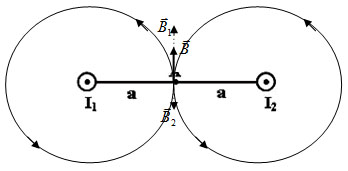 B⃗₁
B⃗
I₁ a a I₂
B⃗₂